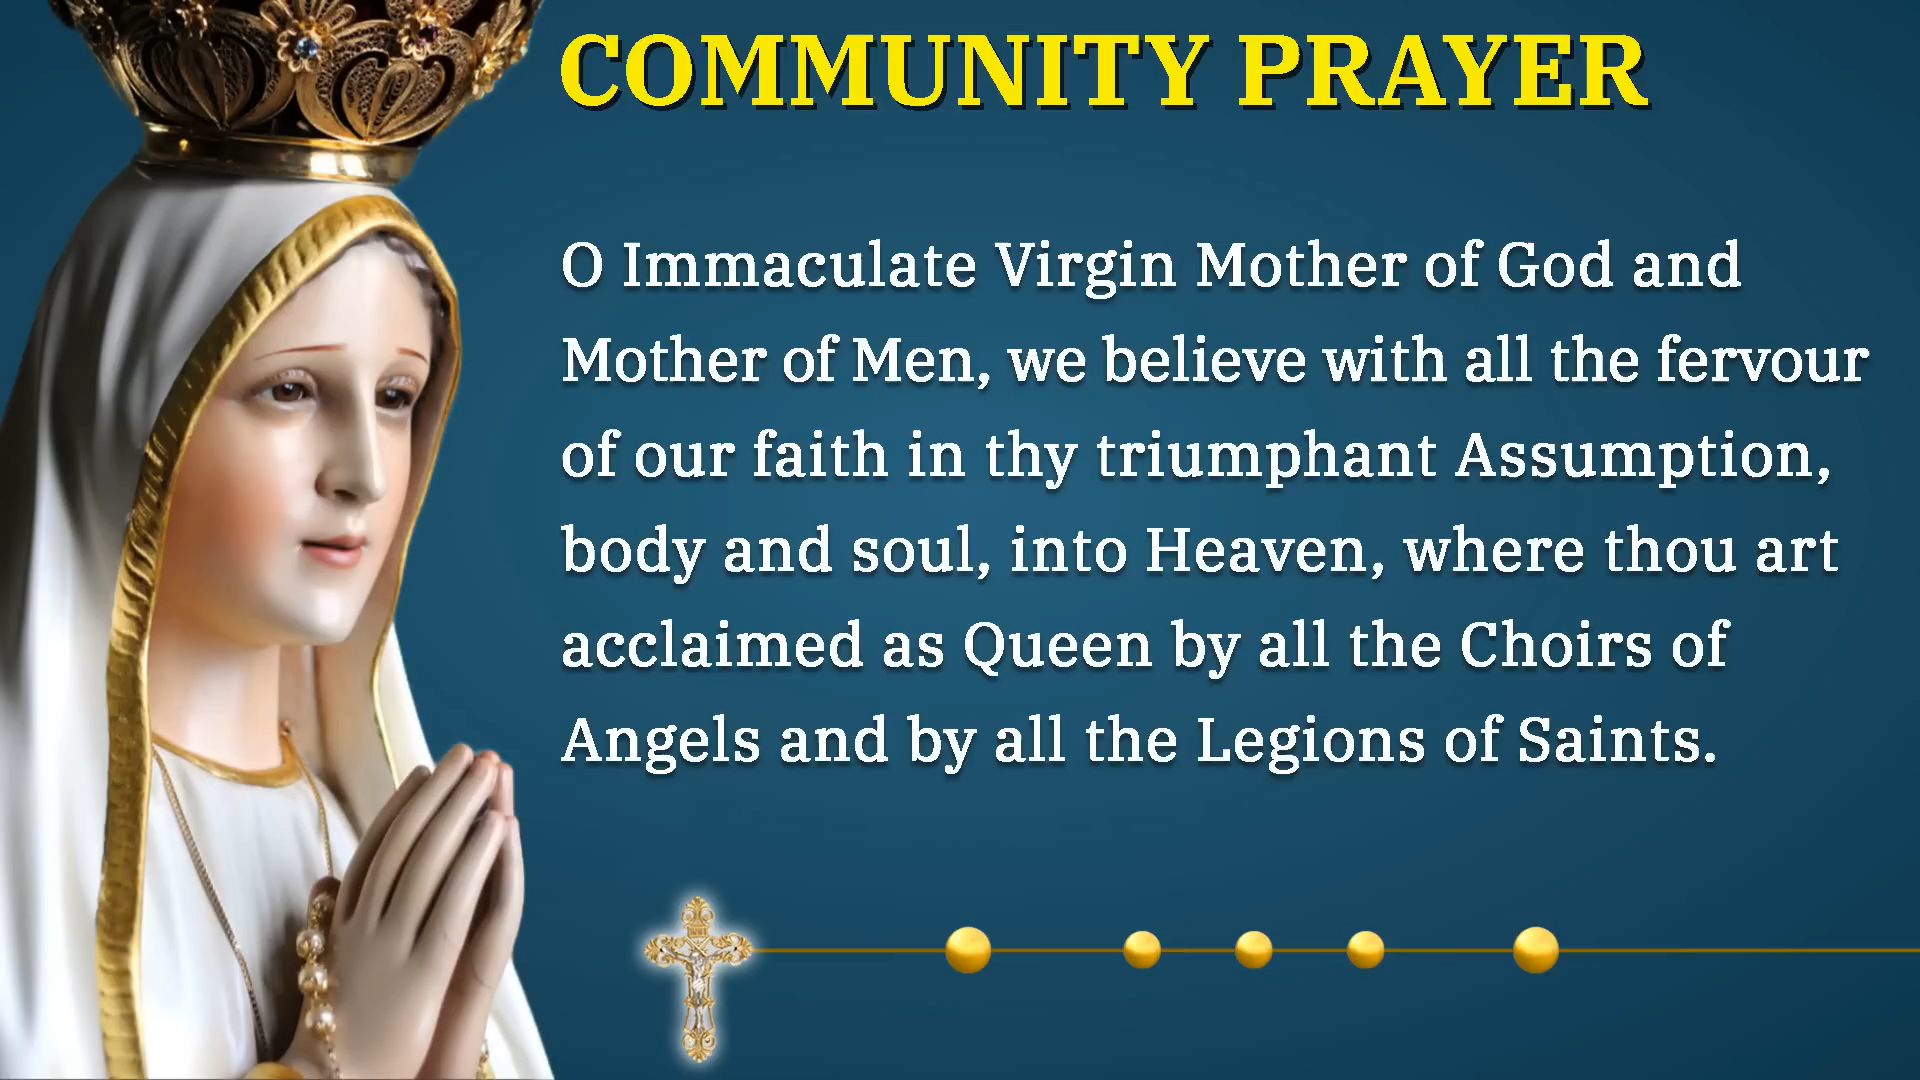 COMMUNITY PRAYER
O Immaculate Virgin Mother of God and
Mother of Men, we believe with all the fervour
of our faith in thy triumphant Assumption,
body and soul, into Heaven, where thou art
acclaimed as Queen by all the Choirs of
Angels and by all the Legions of Saints.